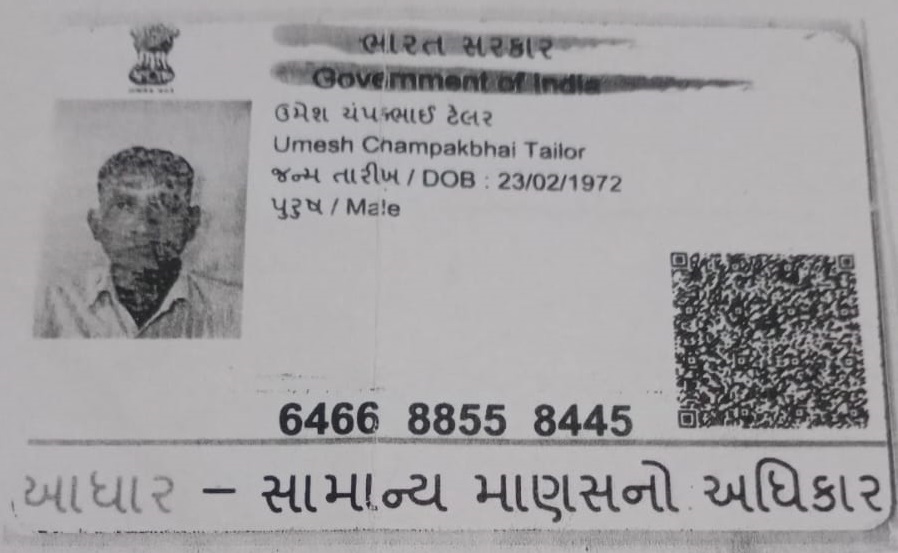 ભારત સરકાર
Government of India
ઉમેશ ચંપકભાઈ ટેલર
Umesh Champakbhai Tailor
જન્મ તારીખ / DOB : 23/02/1972
પુરુષ / Male
6466 8855 8445
આધાર – સામાન્ય માણસનો અધિકાર